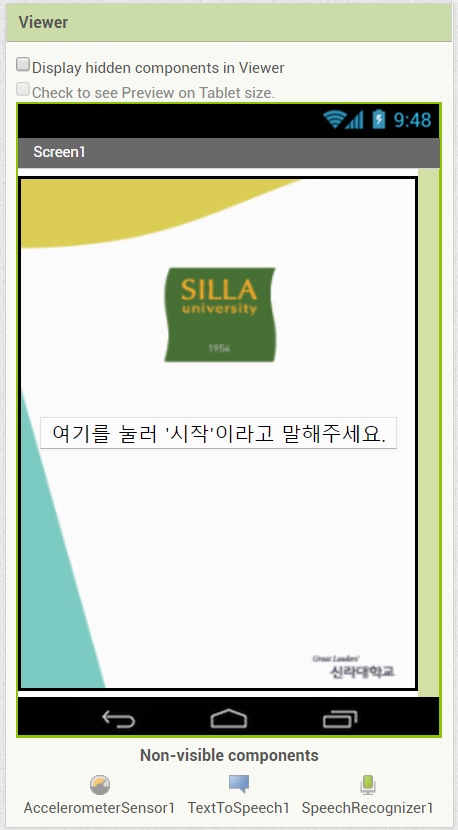 Viewer
Display hidden components in Viewer
Check to see Preview on Tablet size.
9:48
Screen1
SILLA
university
1954
여기를 눌러 '시작'이라고 말해주세요.
Great Leaders'
신라대학교
Non-visible components
AccelerometerSensor1 TextToSpeech1 SpeechRecognizer1